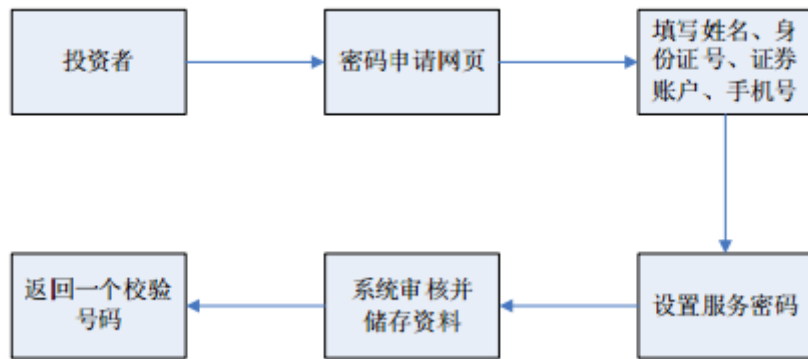 投资者
密码申请网页
填写姓名、身
份证号、证券
账户、手机号
返回一个校验
号码
系统审核并
储存资料
设置服务密码